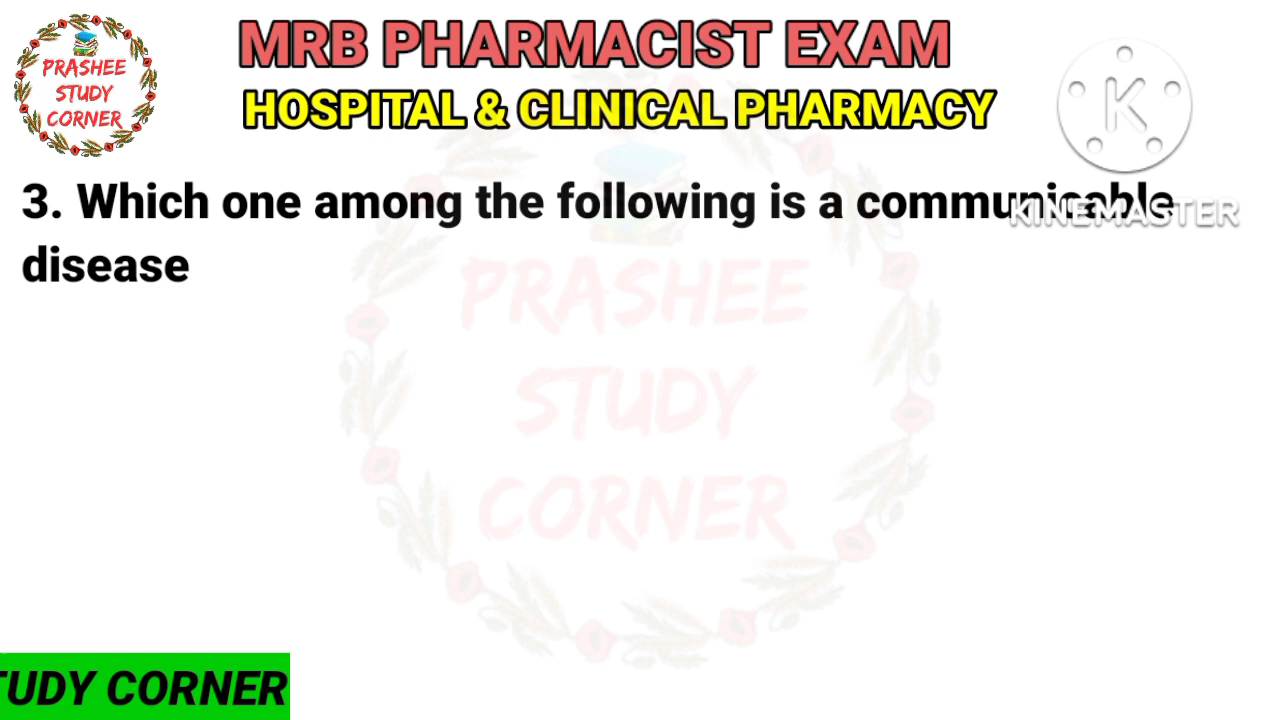 PRASHEE
STUDY
CORNER
MRB PHARMACIST EXAM
HOSPITAL & CLINICAL PHARMACY
K
KINEMASTER
3. Which one among the following is a communicable
disease
PRASHEE
STUDY
CORNER
TUDY CORNER